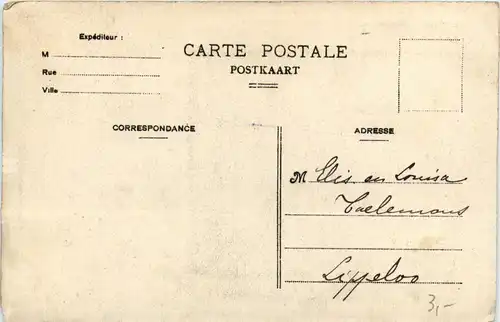 Expéditeur :
M
Rue
Ville
CARTE POSTALE
POSTKAART
CORRESPONDANCE
ADRESSE
M Elis en Louisa
Taelemans
Lippeloo
3,-